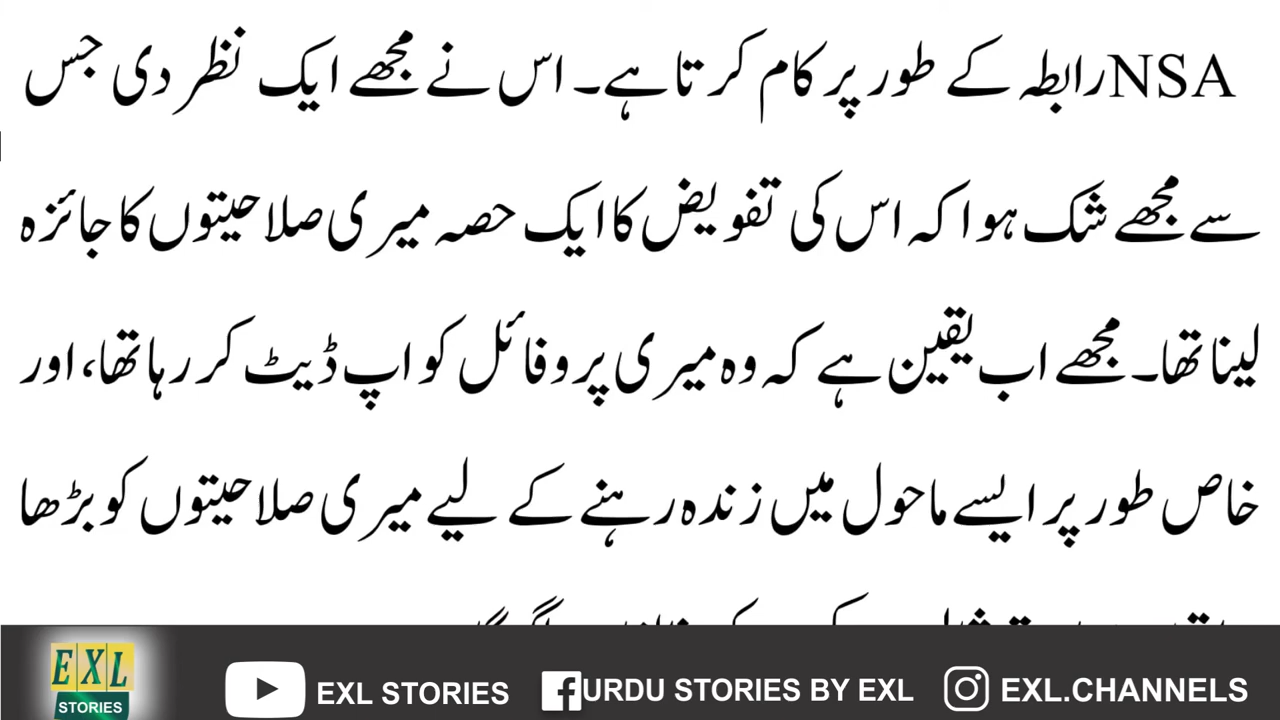 NSA رابطہ کے طور پر کام کرتا ہے۔ اس نے مجھے ایک نظر دی جس
سے مجھے شک ہوا کہ اس کی تفویض کا ایک حصہ میری صلاحیتوں کا جائزہ
لینا تھا۔ مجھے اب یقین ہے کہ وہ میری پروفائل کو اپ ڈیٹ کر رہا تھا، اور
خاص طور پر ایسے ماحول میں زندہ رہنے کے لیے میری صلاحیتوں کو بڑھا
EXL
STORIES
EXL STORIES
URDU STORIES BY EXL
EXL.CHANNELS